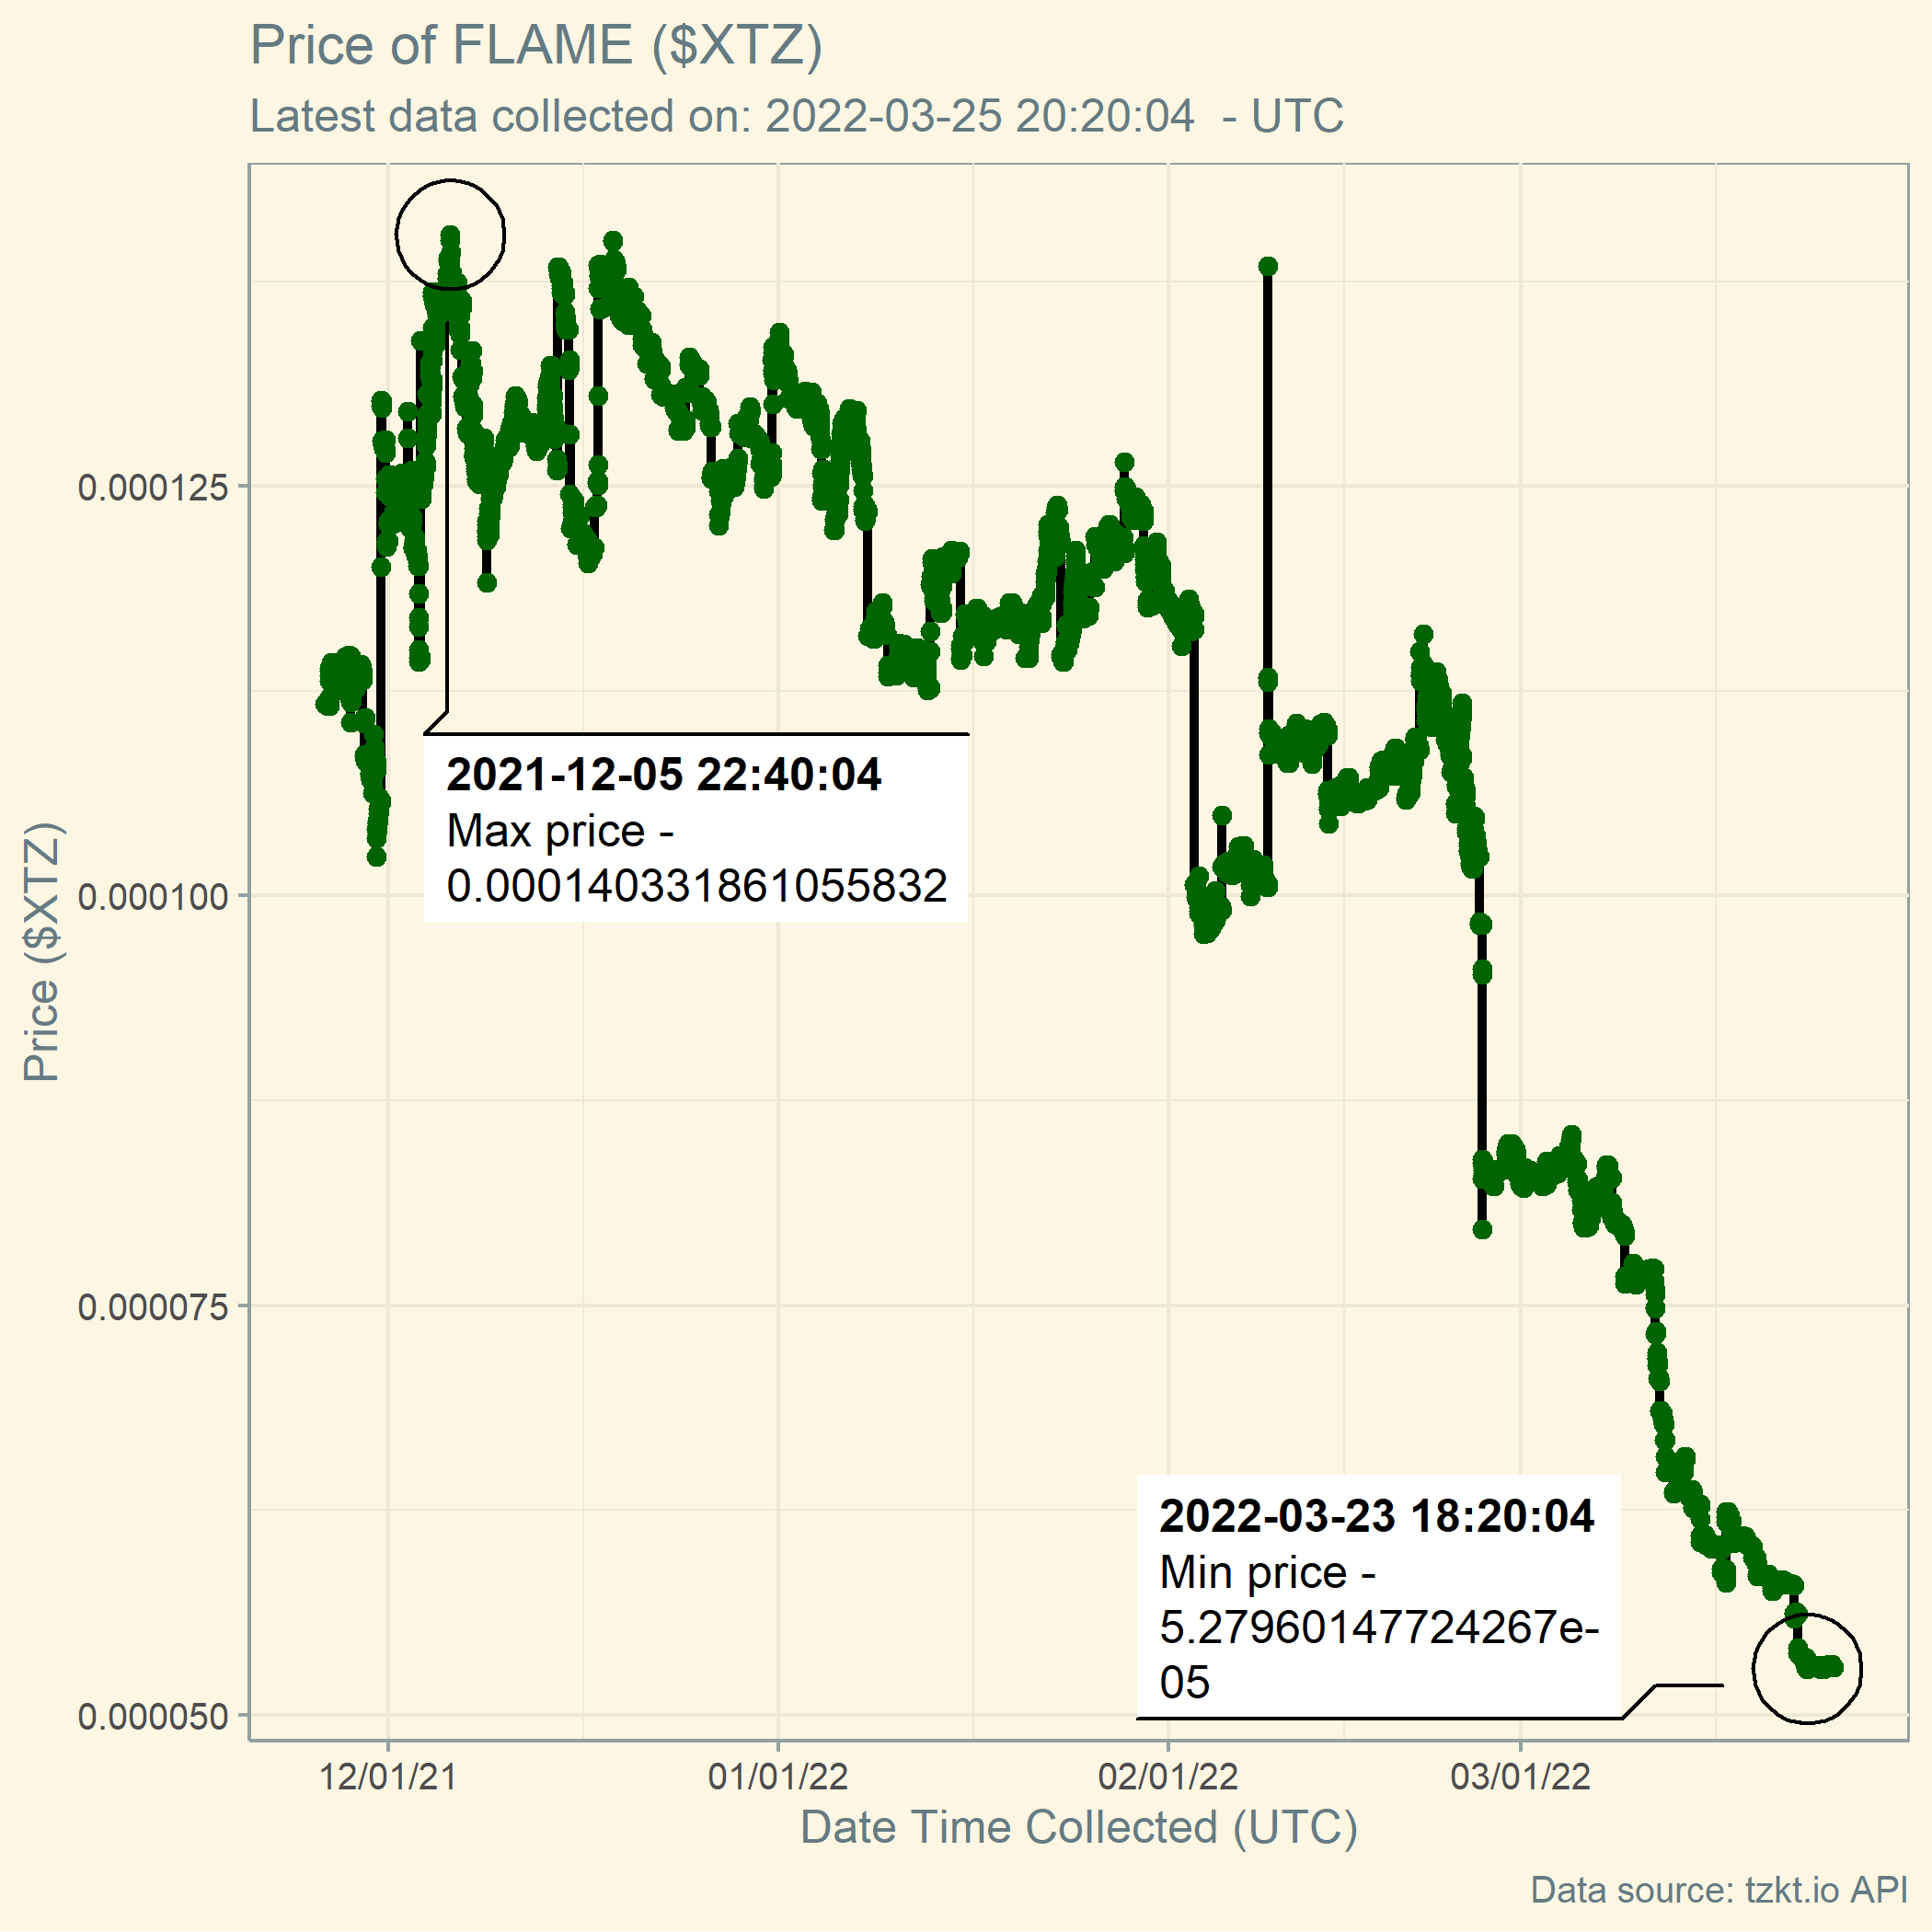 Price of FLAME ($XTZ)
Latest data collected on: 2022-03-25 20:20:04  - UTC
Price ($XTZ)
0.000125
0.000100
0.000075
0.000050
2021-12-05 22:40:04
Max price -
0.000140331861055832
2022-03-23 18:20:04
Min price -
5.27960147724267e-
05
12/01/21
01/01/22
02/01/22
03/01/22
Date Time Collected (UTC)
Data source: tzkt.io API